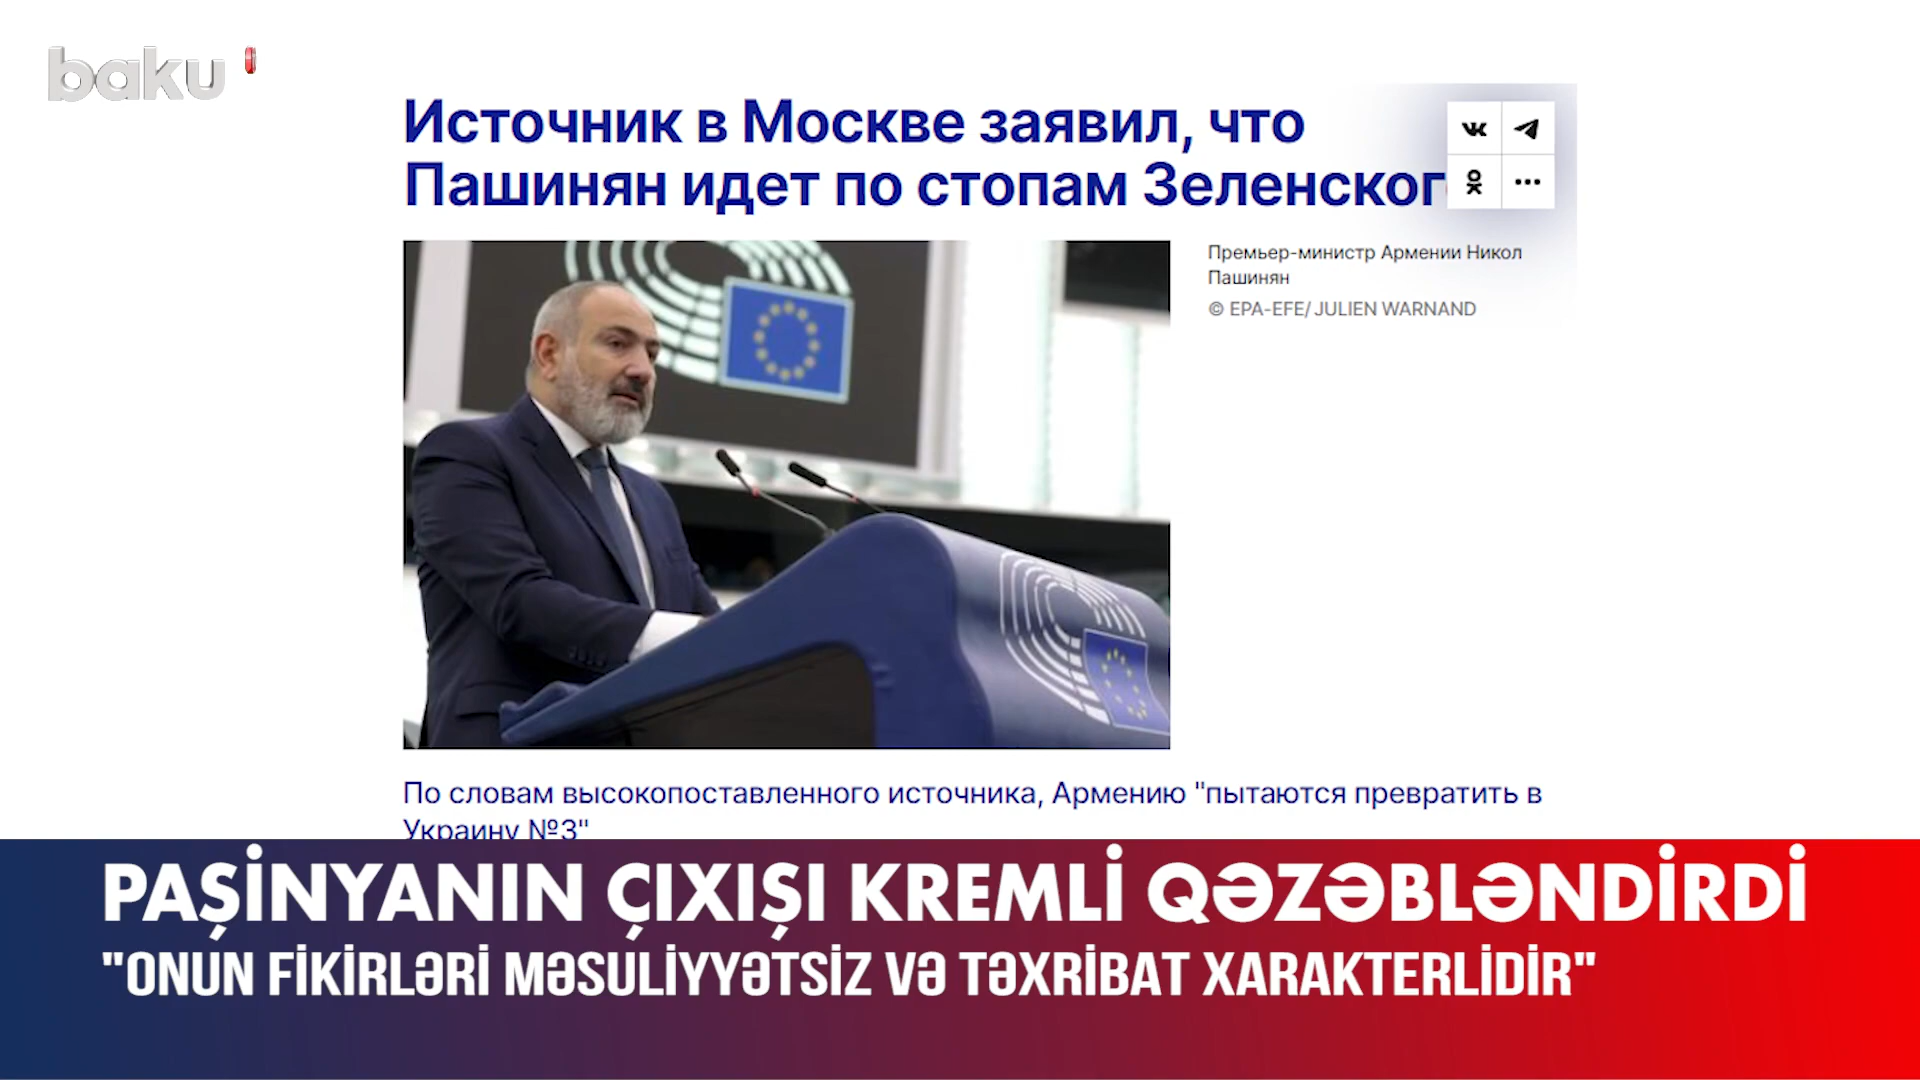 baku
Источник в Москве заявил, что
Пашинян идет по стопам
Премьер-министр Армении Никол
Пашинян
© EPA-EFE/ JULIEN WARNAND
По словам высокопоставленного источника, Армению "пытаются превратить в
Украину №3"
PAŞİNYANIN ÇIXIŞI KREMLİ QƏZƏBLƏNDİRDİ
"ONUN FİKİRLƏRİ MƏSULİYYƏTSİZ VƏ TƏXRİBAT XARAKTERLİDİR"